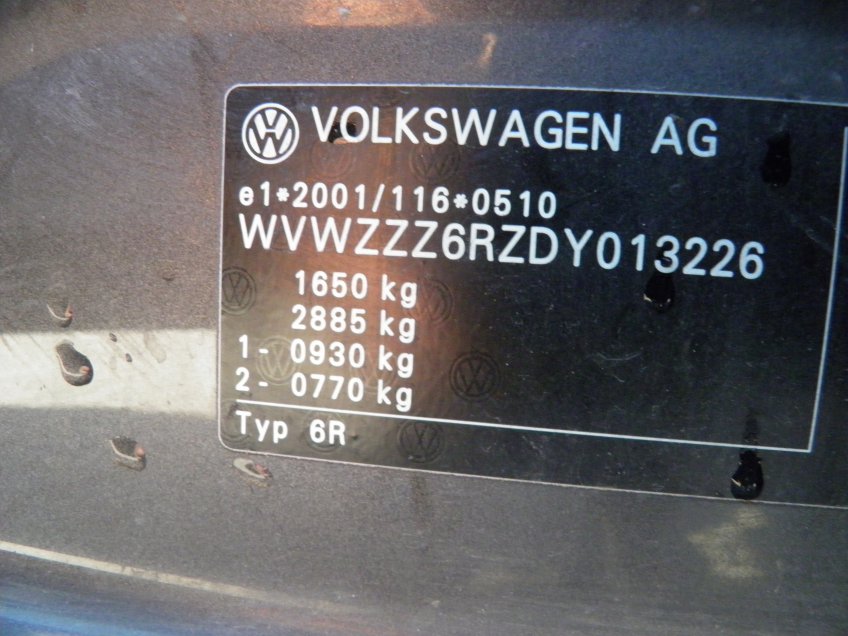 VOLKSWAGEN AG
e1*2001/116*0510
WVWZZZ6RZDY013226
1650 kg
2885 kg
1 - 0930 kg
2 - 0770 kg
Typ 6R